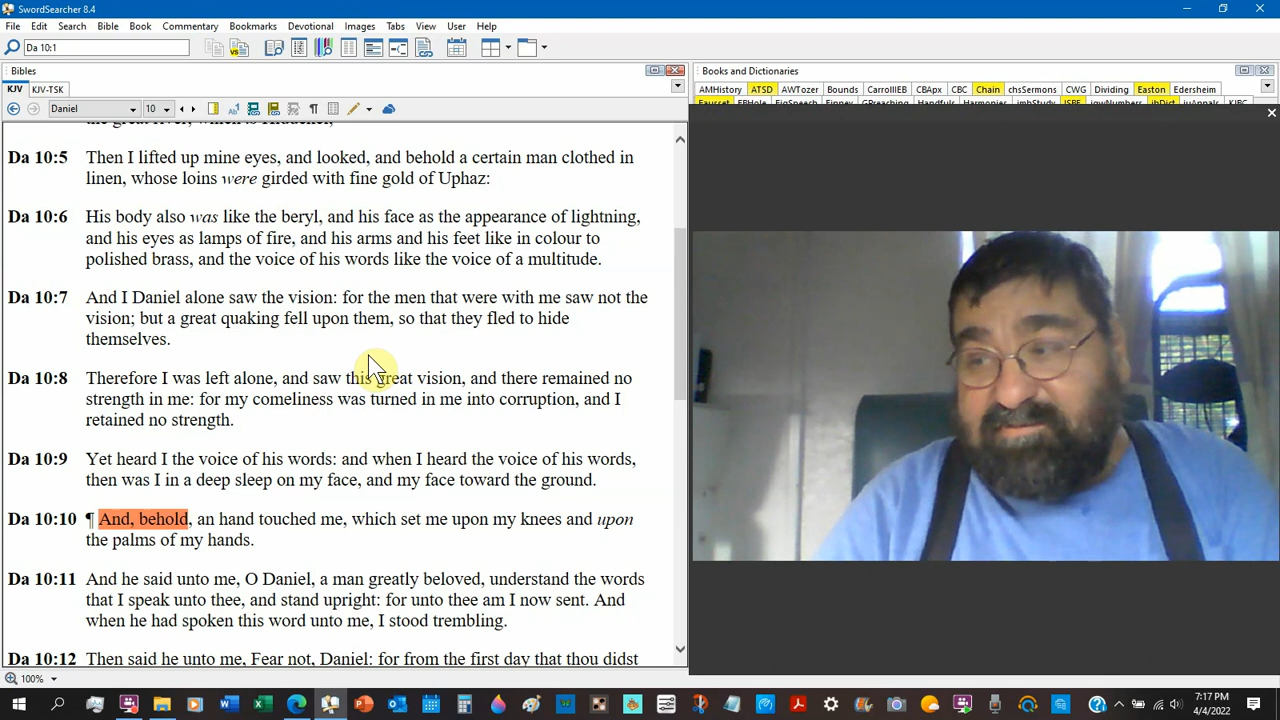 SwordSearcher 8.4
File Edit Search Bible Book Commentary Bookmarks Devotional Images Tabs View User Help
Da 10:1
Bibles
Books and Dictionaries
KJV KJV-TSK
AMHistory ATSD AWTozer Bounds CarrollIEB CBApx CBC Chain chsSermons CWG Dividing Easton Edersheim
Daniel 10
Da 10:5 Then I lifted up mine eyes, and looked, and behold a certain man clothed in
linen, whose loins were girded with fine gold of Uphaz:
Da 10:6 His body also was like the beryl, and his face as the appearance of lightning,
and his eyes as lamps of fire, and his arms and his feet like in colour to
polished brass, and the voice of his words like the voice of a multitude.
Da 10:7 And I Daniel alone saw the vision: for the men that were with me saw not the
vision; but a great quaking fell upon them, so that they fled to hide
themselves.
Da 10:8 Therefore I was left alone, and saw this great vision, and there remained no
strength in me: for my comeliness was turned in me into corruption, and I
retained no strength.
Da 10:9 Yet heard I the voice of his words: and when I heard the voice of his words,
then was I in a deep sleep on my face, and my face toward the ground.
Da 10:10 ¶ And, behold, an hand touched me, which set me upon my knees and upon
the palms of my hands.
Da 10:11 And he said unto me, O Daniel, a man greatly beloved, understand the words
that I speak unto thee, and stand upright: for unto thee am I now sent. And
when he had spoken this word unto me, I stood trembling.
Da 10:12 Then said he unto me, Fear not, Daniel: for from the first day that thou didst
100%
7:17 PM
4/4/2022